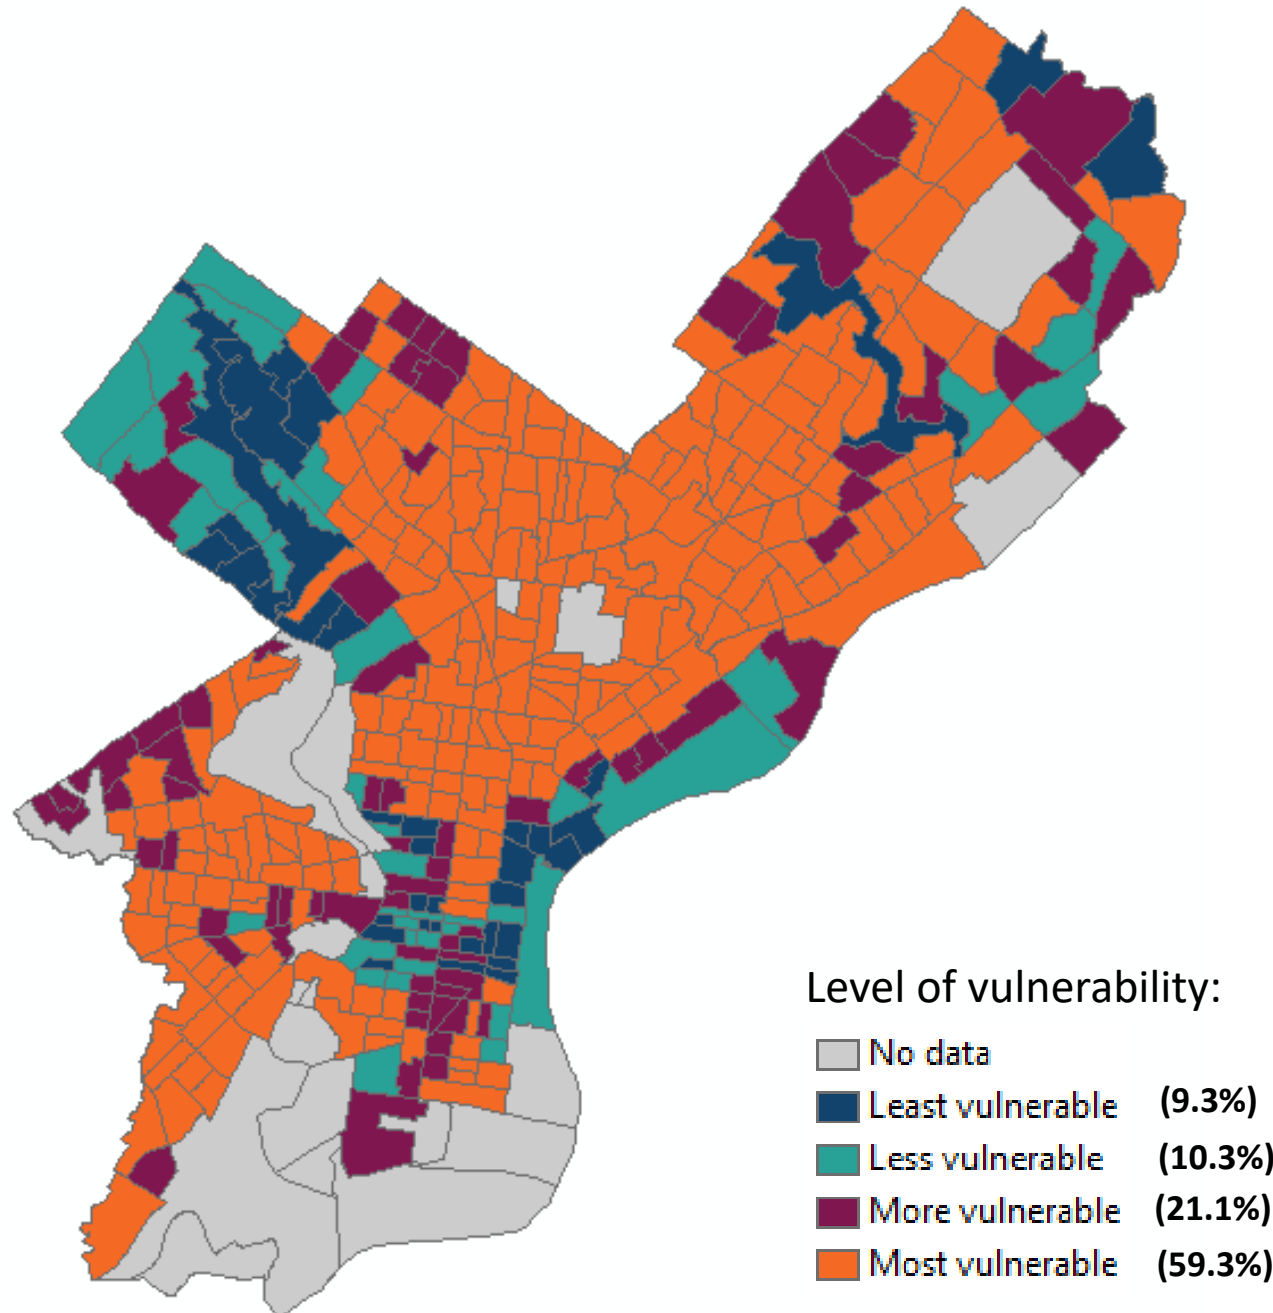 Level of vulnerability:
No data
Least vulnerable (9.3%)
Less vulnerable (10.3%)
More vulnerable (21.1%)
Most vulnerable (59.3%)